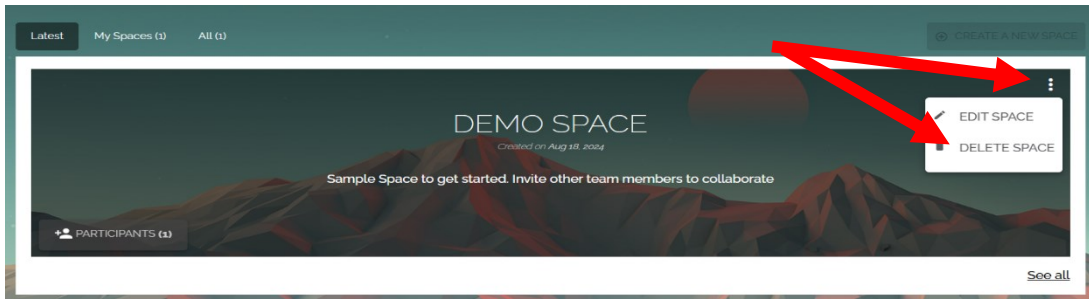 Latest My Spaces (1) All (1) CREATE A NEW SPACE
DEMO SPACE
Created on Aug 18, 2024
Sample Space to get started. Invite other team members to collaborate
EDIT SPACE
DELETE SPACE
PARTICIPANTS (1)
See all